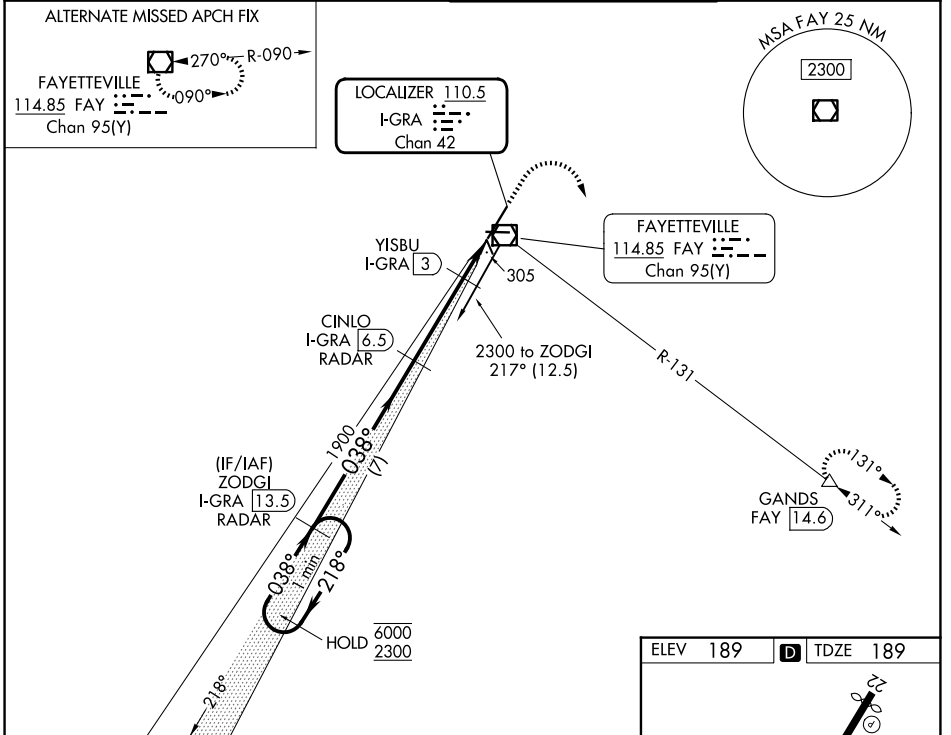 ALTERNATE MISSED APCH FIX
270°
R-090
FAYETTEVILLE
114.85 FAY
Chan 95(Y)
090°
LOCALIZER 110.5
I-GRA
Chan 42
MSA FAY 25 NM
2300
FAYETTEVILLE
114.85 FAY
Chan 95(Y)
YISBU
I-GRA 3
305
CINLO
I-GRA 6.5
RADAR
2300 to ZODGI
217° (12.5)
R-131
1900
038°
(7)
(IF/IAF)
ZODGI
I-GRA 13.5
RADAR
131°
311°
GANDS
FAY 14.6
038°
1 min
218°
HOLD 6000
2300
218°
ELEV 189 D TDZE 189
22
P